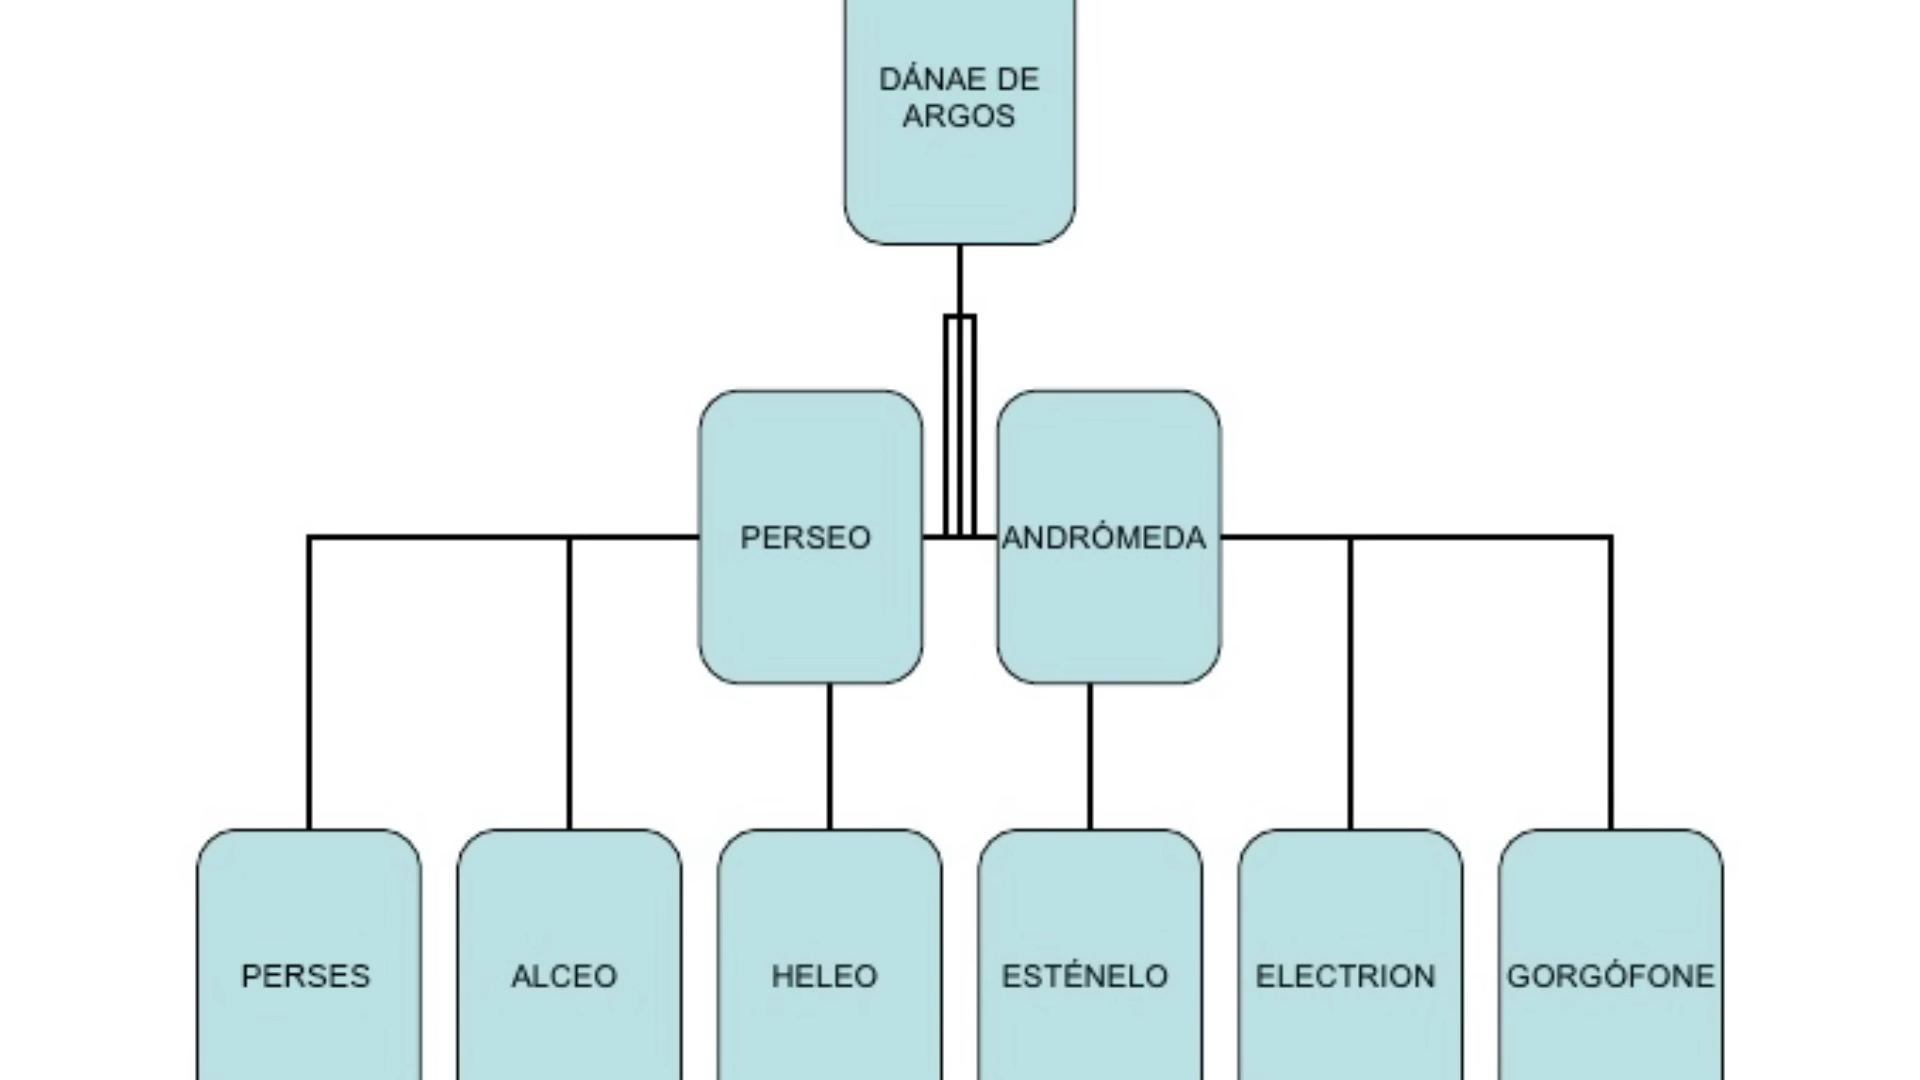 DÁNAE DE
ARGOS
PERSEO
ANDRÓMEDA
PERSES
ALCEO
HELEO
ESTÉNELO
ELECTRION
GORGÓFONE